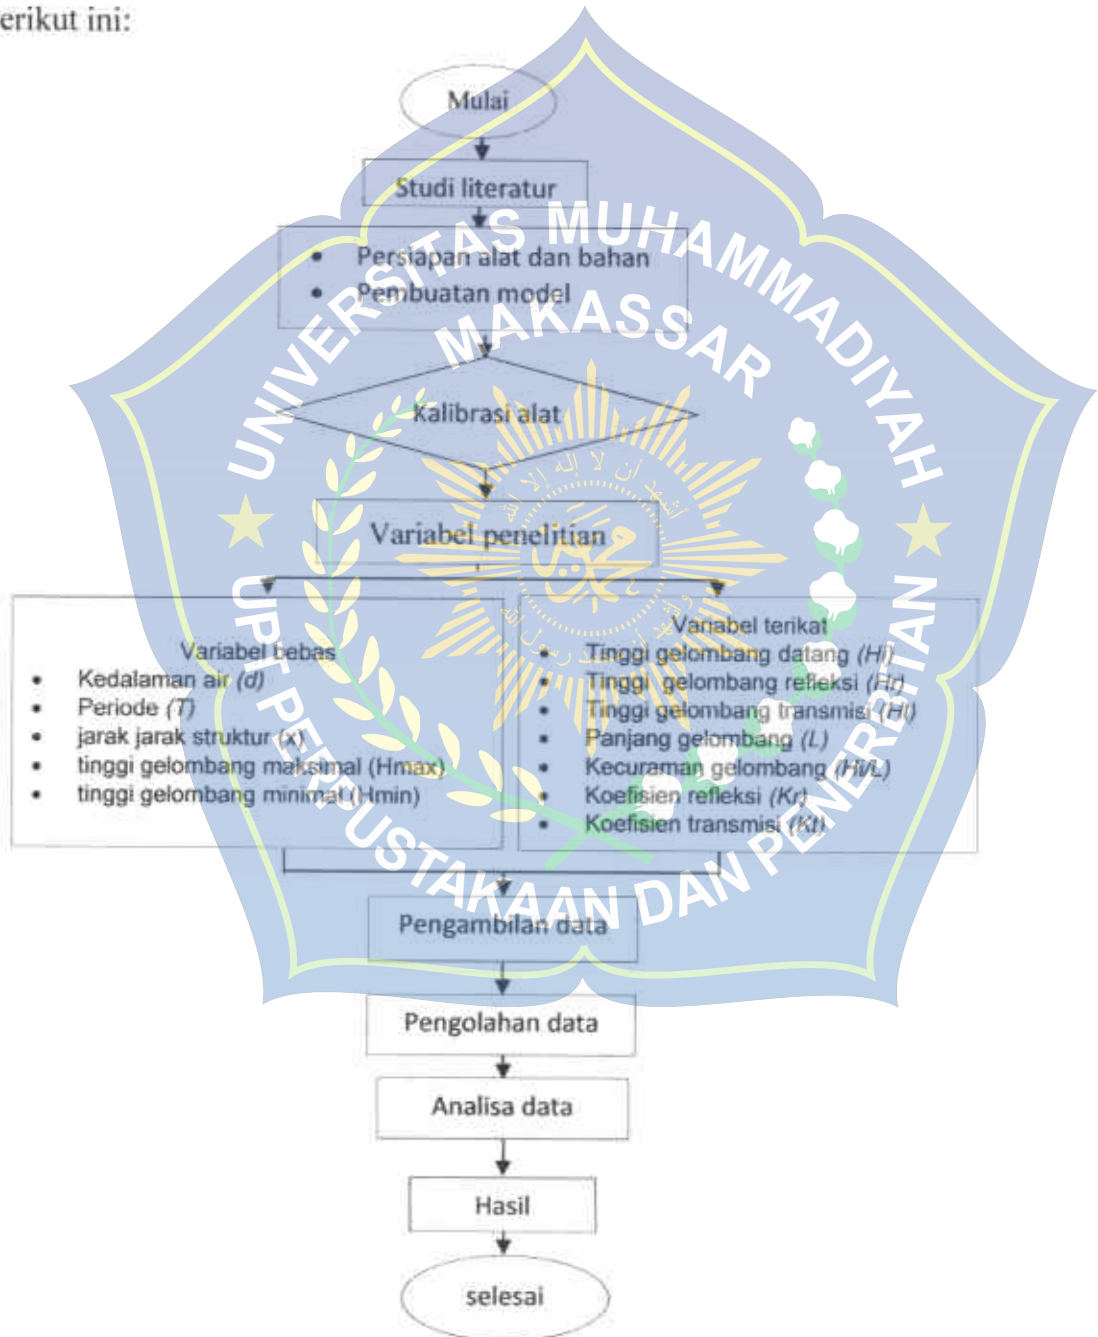 erikut ini:
Mulai
Studi literatur
• Persiapan alat dan bahan
• Pembuatan model
Kalibrasi alat
Variabel penelitian
Variabel bebas
• Kedalaman air (d)
• Periode (T)
• jarak jarak struktur (x)
• tinggi gelombang maksimal (Hmax)
• tinggi gelombang minimal (Hmin)
Variabel terikat
• Tinggi gelombang datang (Hi)
• Tinggi gelombang refleksi (Hr)
• Tinggi gelombang transmisi (Ht)
• Panjang gelombang (L)
• Kecuraman gelombang (Hi/L)
• Koefisien refleksi (Kr)
• Koefisien transmisi (Kt)
Pengambilan data
Pengolahan data
Analisa data
Hasil
selesai
UNIVERSITAS MUHAMMADIYAH
MAKASSAR
UPT PERPUSTAKAAN DAN PENERBITAN